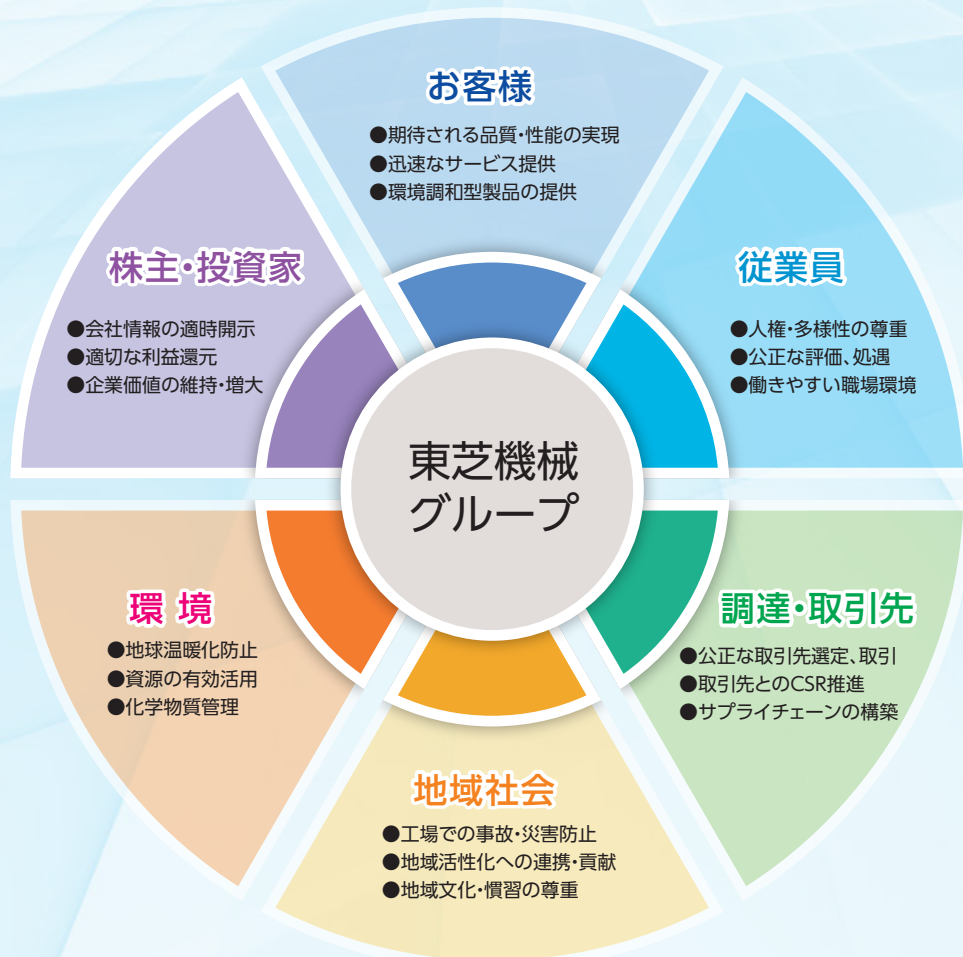 お客様
●期待される品質・性能の実現
●迅速なサービス提供
●環境調和型製品の提供
従業員
●人権・多様性の尊重
●公正な評価、処遇
●働きやすい職場環境
調達・取引先
●公正な取引先選定、取引
●取引先とのCSR推進
●サプライチェーンの構築
地域社会
●工場での事故・災害防止
●地域活性化への連携・貢献
●地域文化・慣習の尊重
環 境
●地球温暖化防止
●資源の有効活用
●化学物質管理
株主・投資家
●会社情報の適時開示
●適切な利益還元
●企業価値の維持・増大
東芝機械
グループ